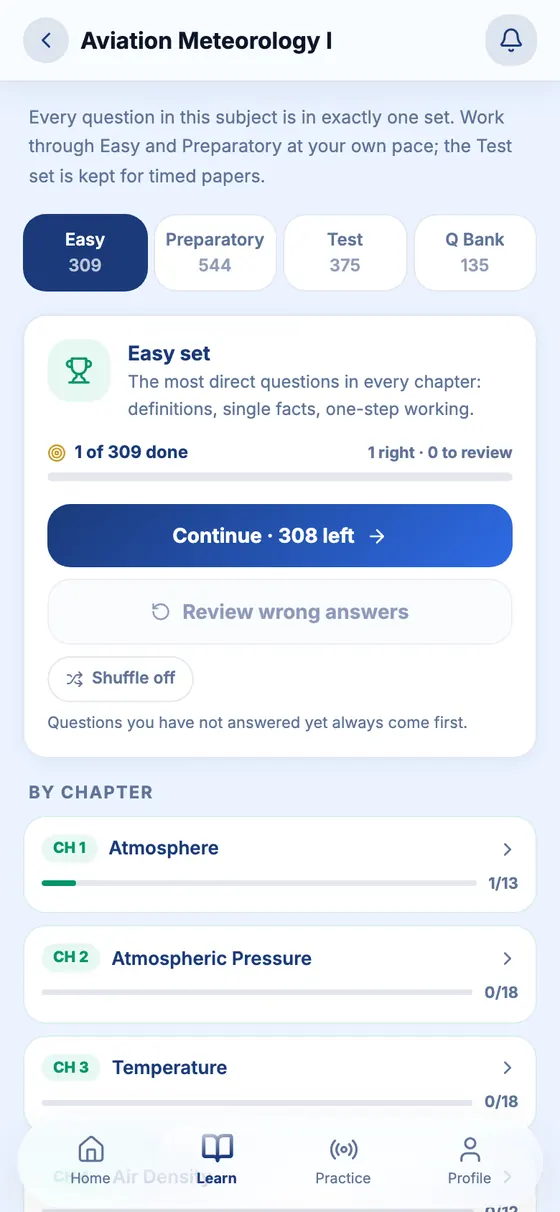 Aviation Meteorology I
Every question in this subject is in exactly one set. Work
through Easy and Preparatory at your own pace; the Test
set is kept for timed papers.
Easy
309
Preparatory
544
Test
375
Q Bank
135
Easy set
The most direct questions in every chapter:
definitions, single facts, one-step working.
1 of 309 done
1 right · 0 to review
Continue · 308 left
Review wrong answers
Shuffle off
Questions you have not answered yet always come first.
BY CHAPTER
CH 1 Atmosphere
1/13
CH 2 Atmospheric Pressure
0/18
CH 3 Temperature
0/18
Air Density
Home
Learn
Practice
Profile